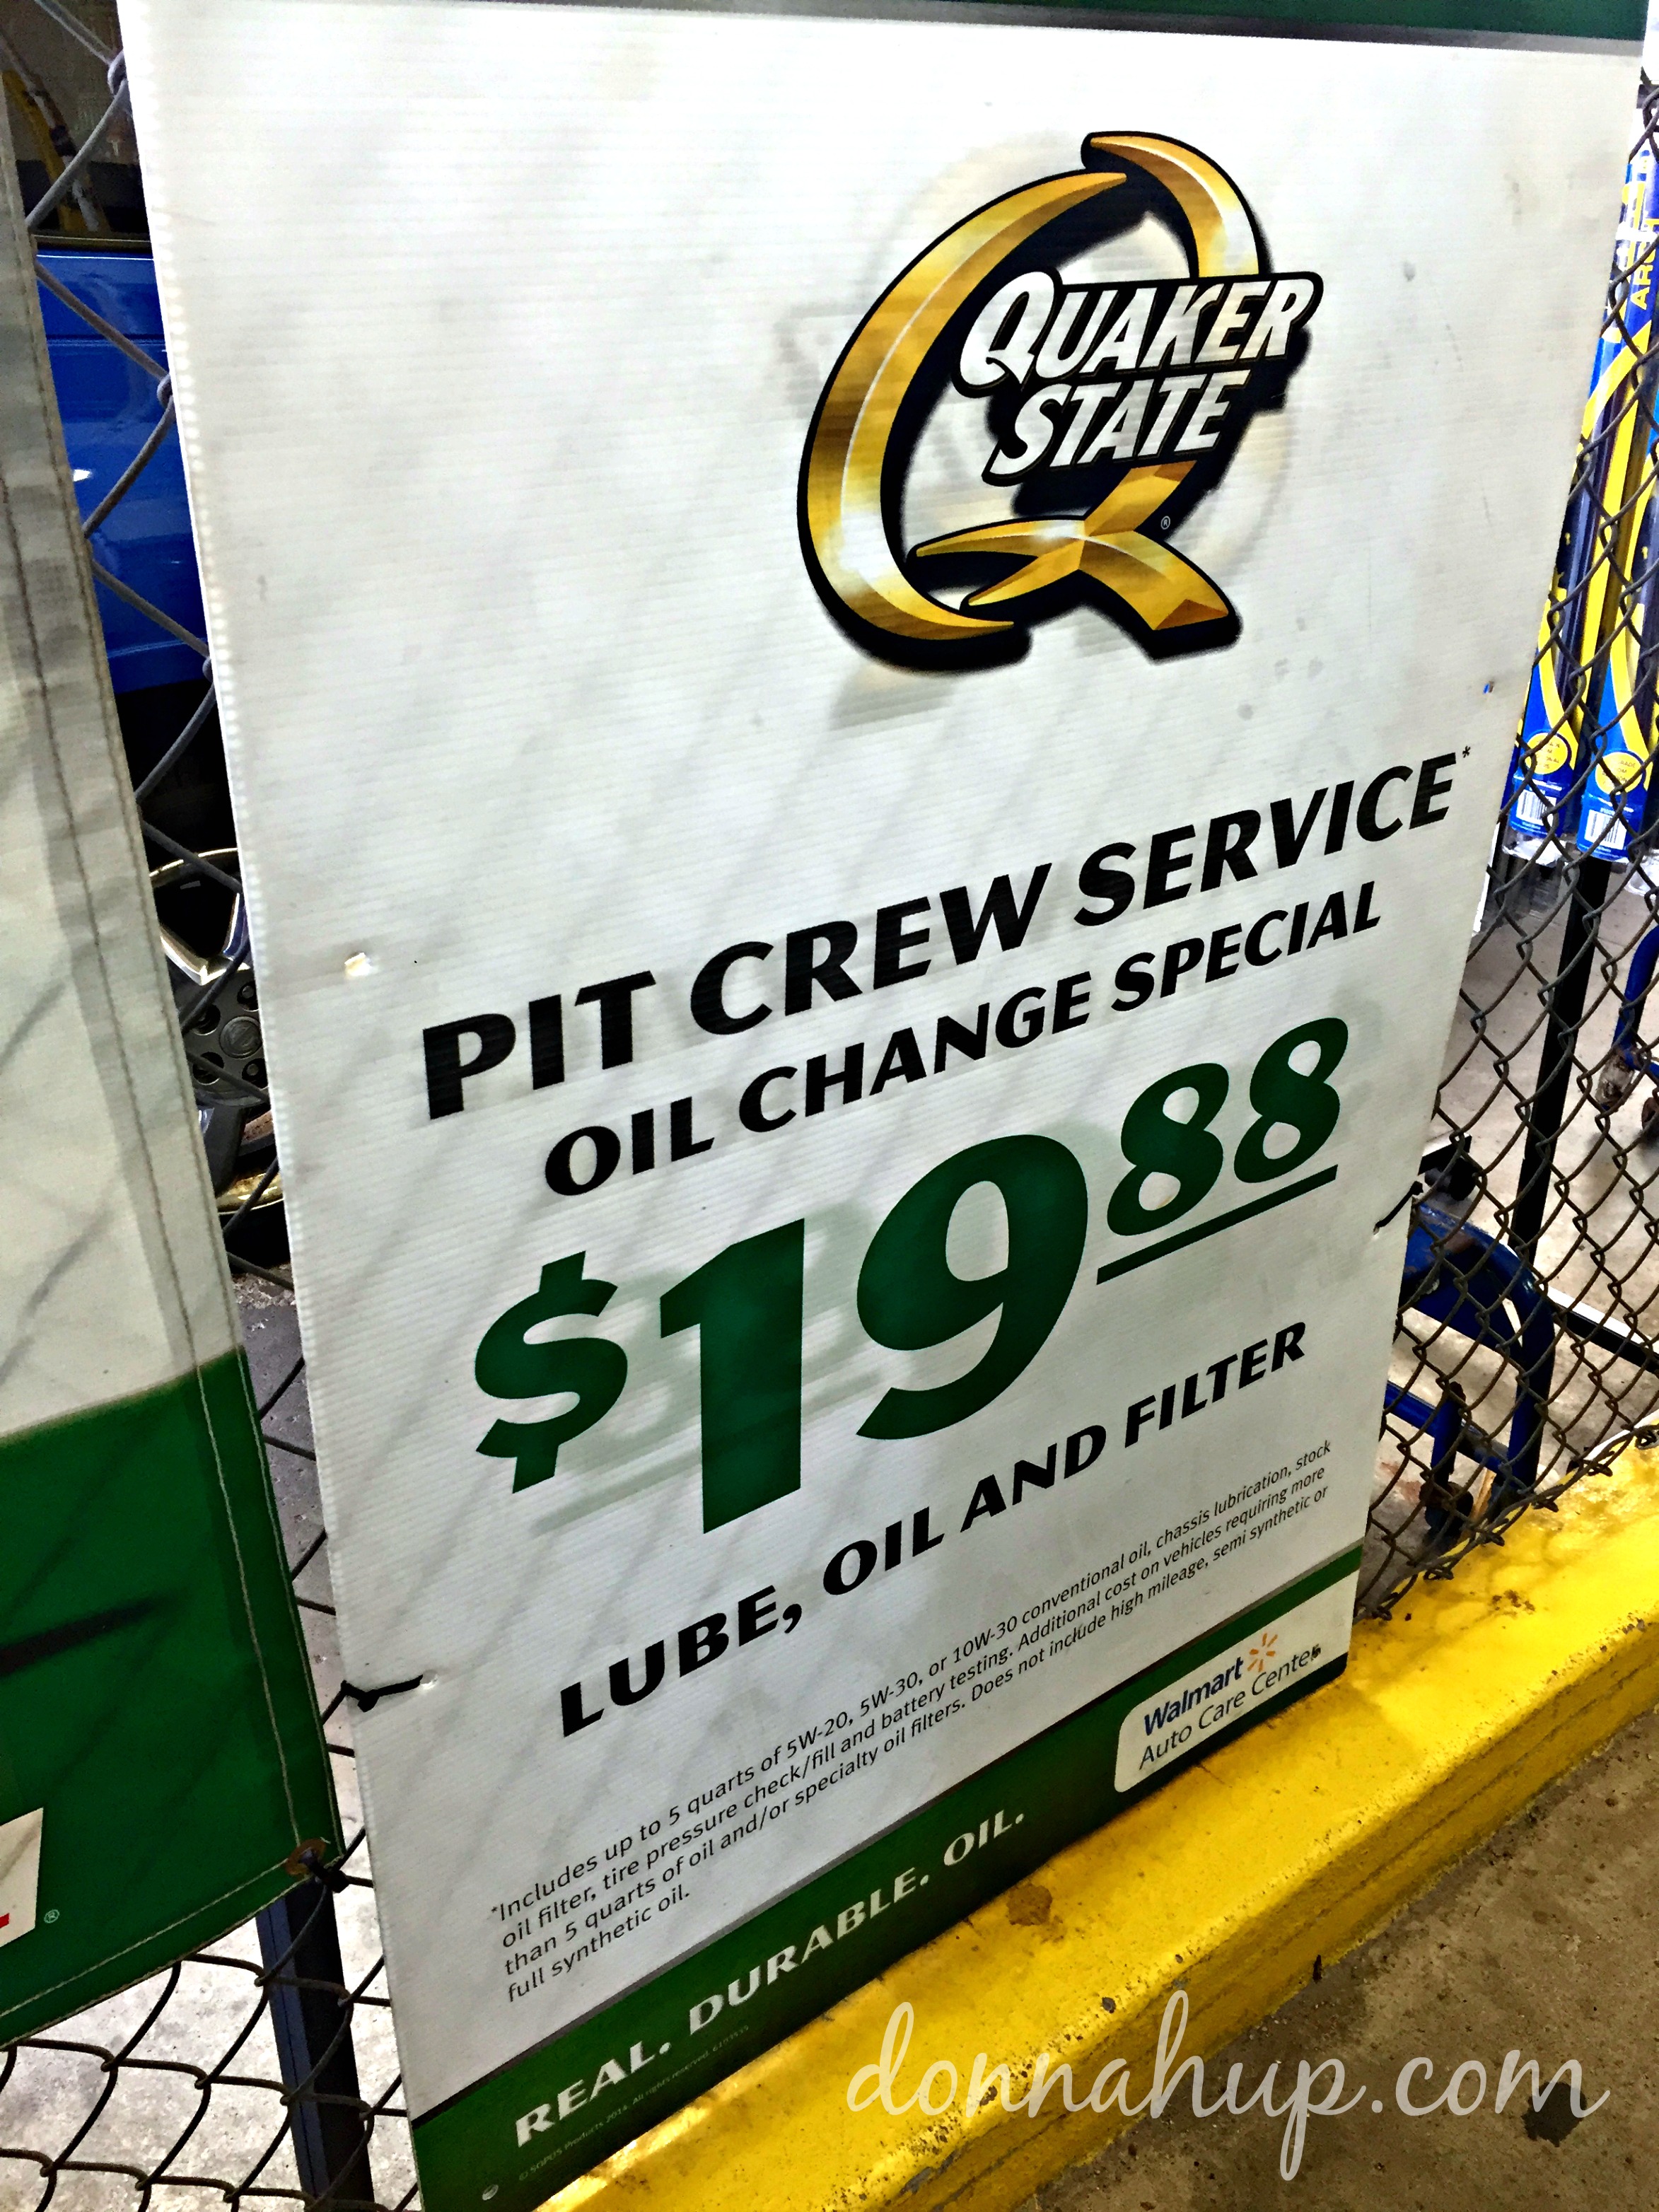 QUAKER
STATE
®
PIT CREW SERVICE*
OIL CHANGE SPECIAL
$19 88
LUBE, OIL AND FILTER
*Includes up to 5 quarts of 5W-20, 5W-30, or 10W-30 conventional oil, chassis lubrication, stock
oil filter, tire pressure check/fill and battery testing. Additional cost on vehicles requiring more
than 5 quarts of oil and/or specialty oil filters. Does not include high mileage, semi synthetic or
full synthetic oil.
Walmart
Auto Care Center
REAL. DURABLE. OIL.
®
donnahup.com